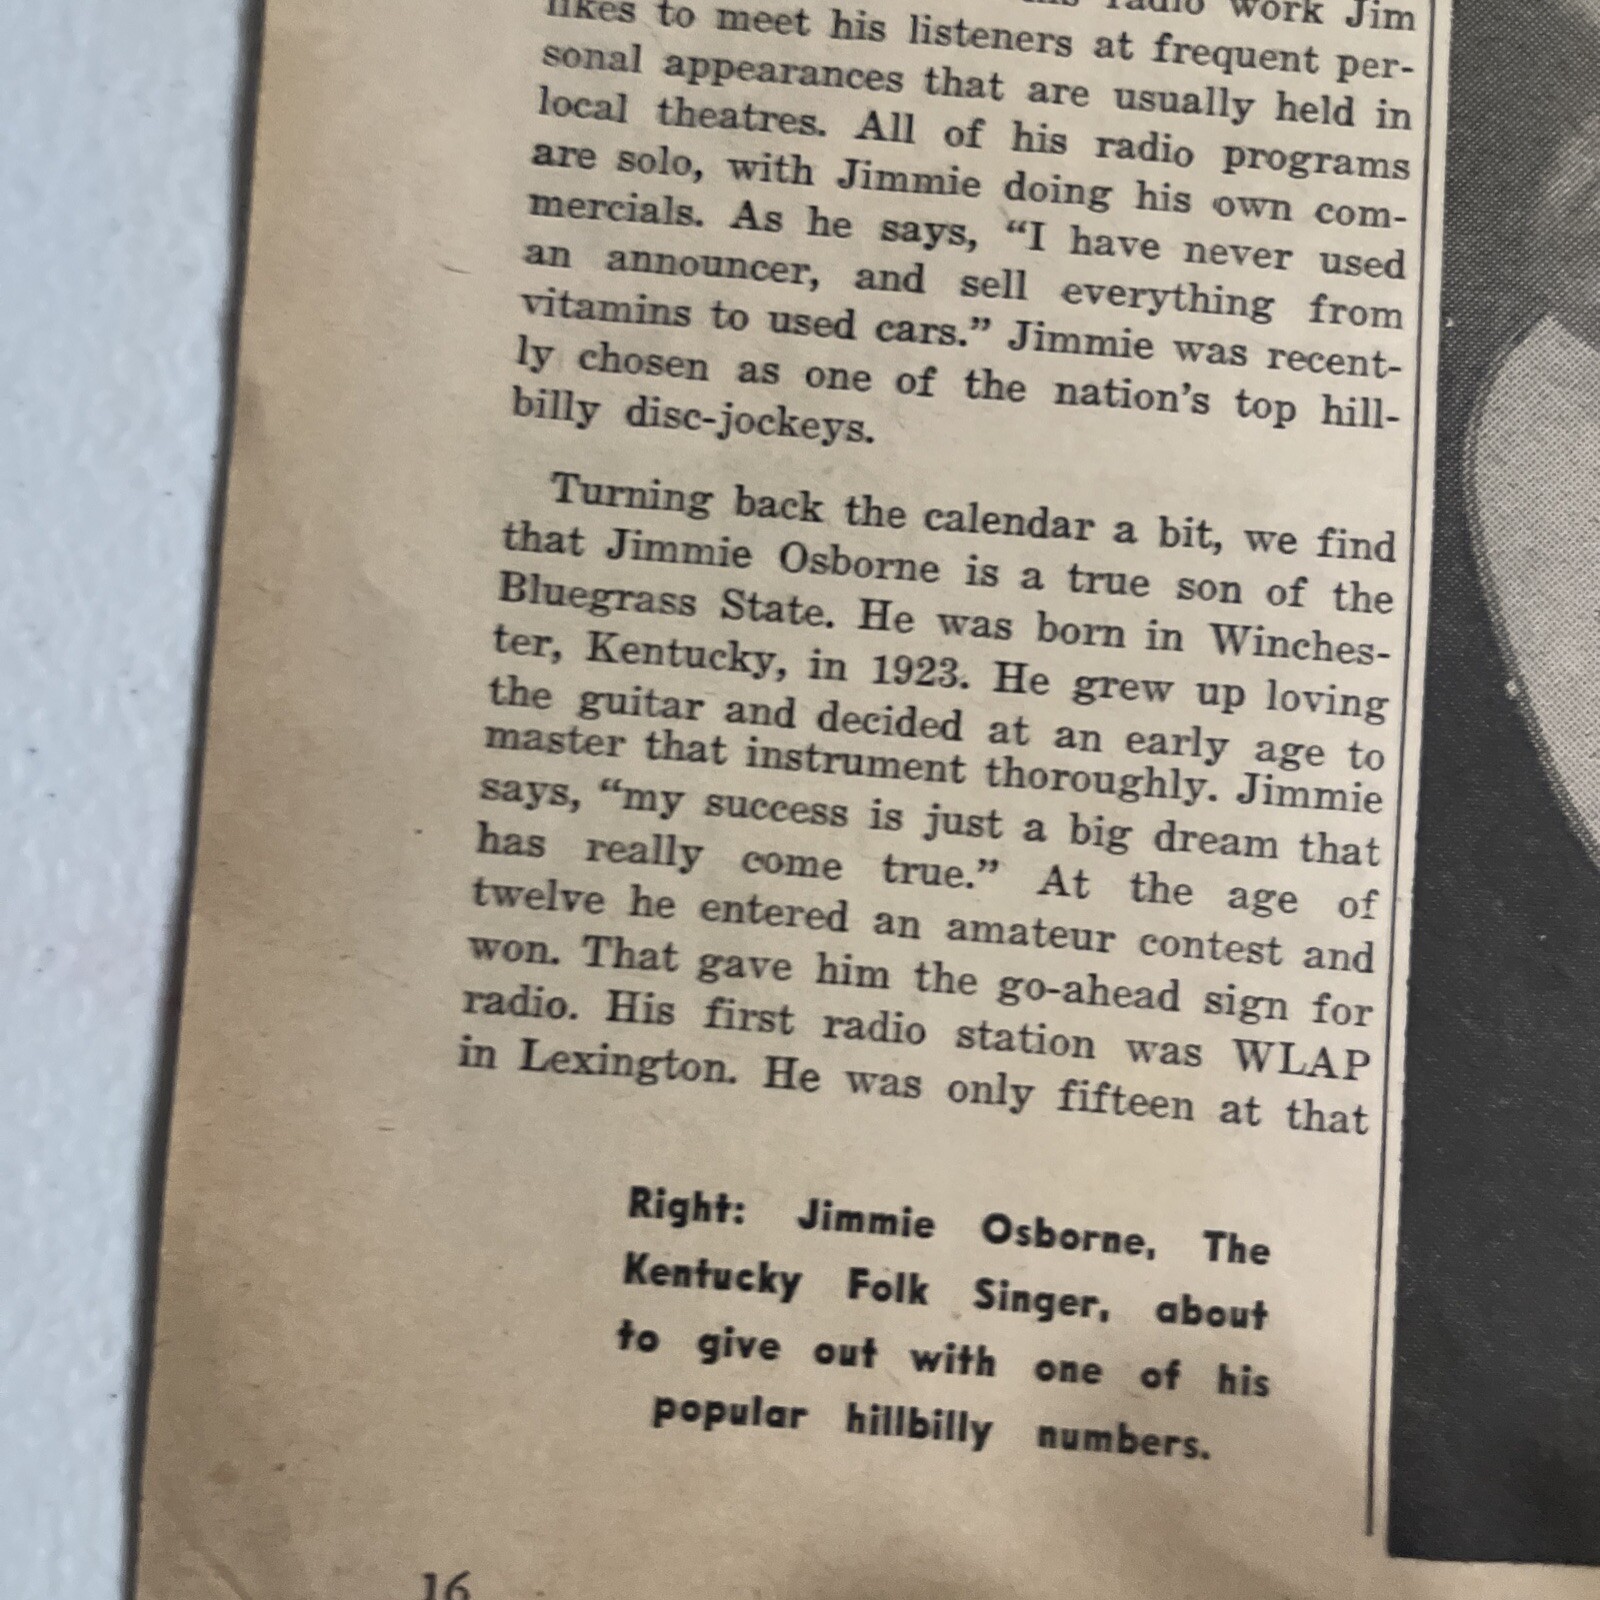 radio work Jim
likes to meet his listeners at frequent per-
sonal appearances that are usually held in
local theatres. All of his radio programs
are solo, with Jimmie doing his own com-
mercials. As he says, “I have never used
an announcer, and sell everything from
vitamins to used cars.” Jimmie was recent-
ly chosen as one of the nation’s top hill-
billy disc-jockeys.
Turning back the calendar a bit, we find
that Jimmie Osborne is a true son of the
Bluegrass State. He was born in Winches-
ter, Kentucky, in 1923. He grew up loving
the guitar and decided at an early age to
master that instrument thoroughly. Jimmie
says, “my success is just a big dream that
has really come true.” At the age of
twelve he entered an amateur contest and
won. That gave him the go-ahead sign for
radio. His first radio station was WLAP
in Lexington. He was only fifteen at that
Right: Jimmie Osborne, The
Kentucky Folk Singer, about
to give out with one of his
popular hillbilly numbers.
16